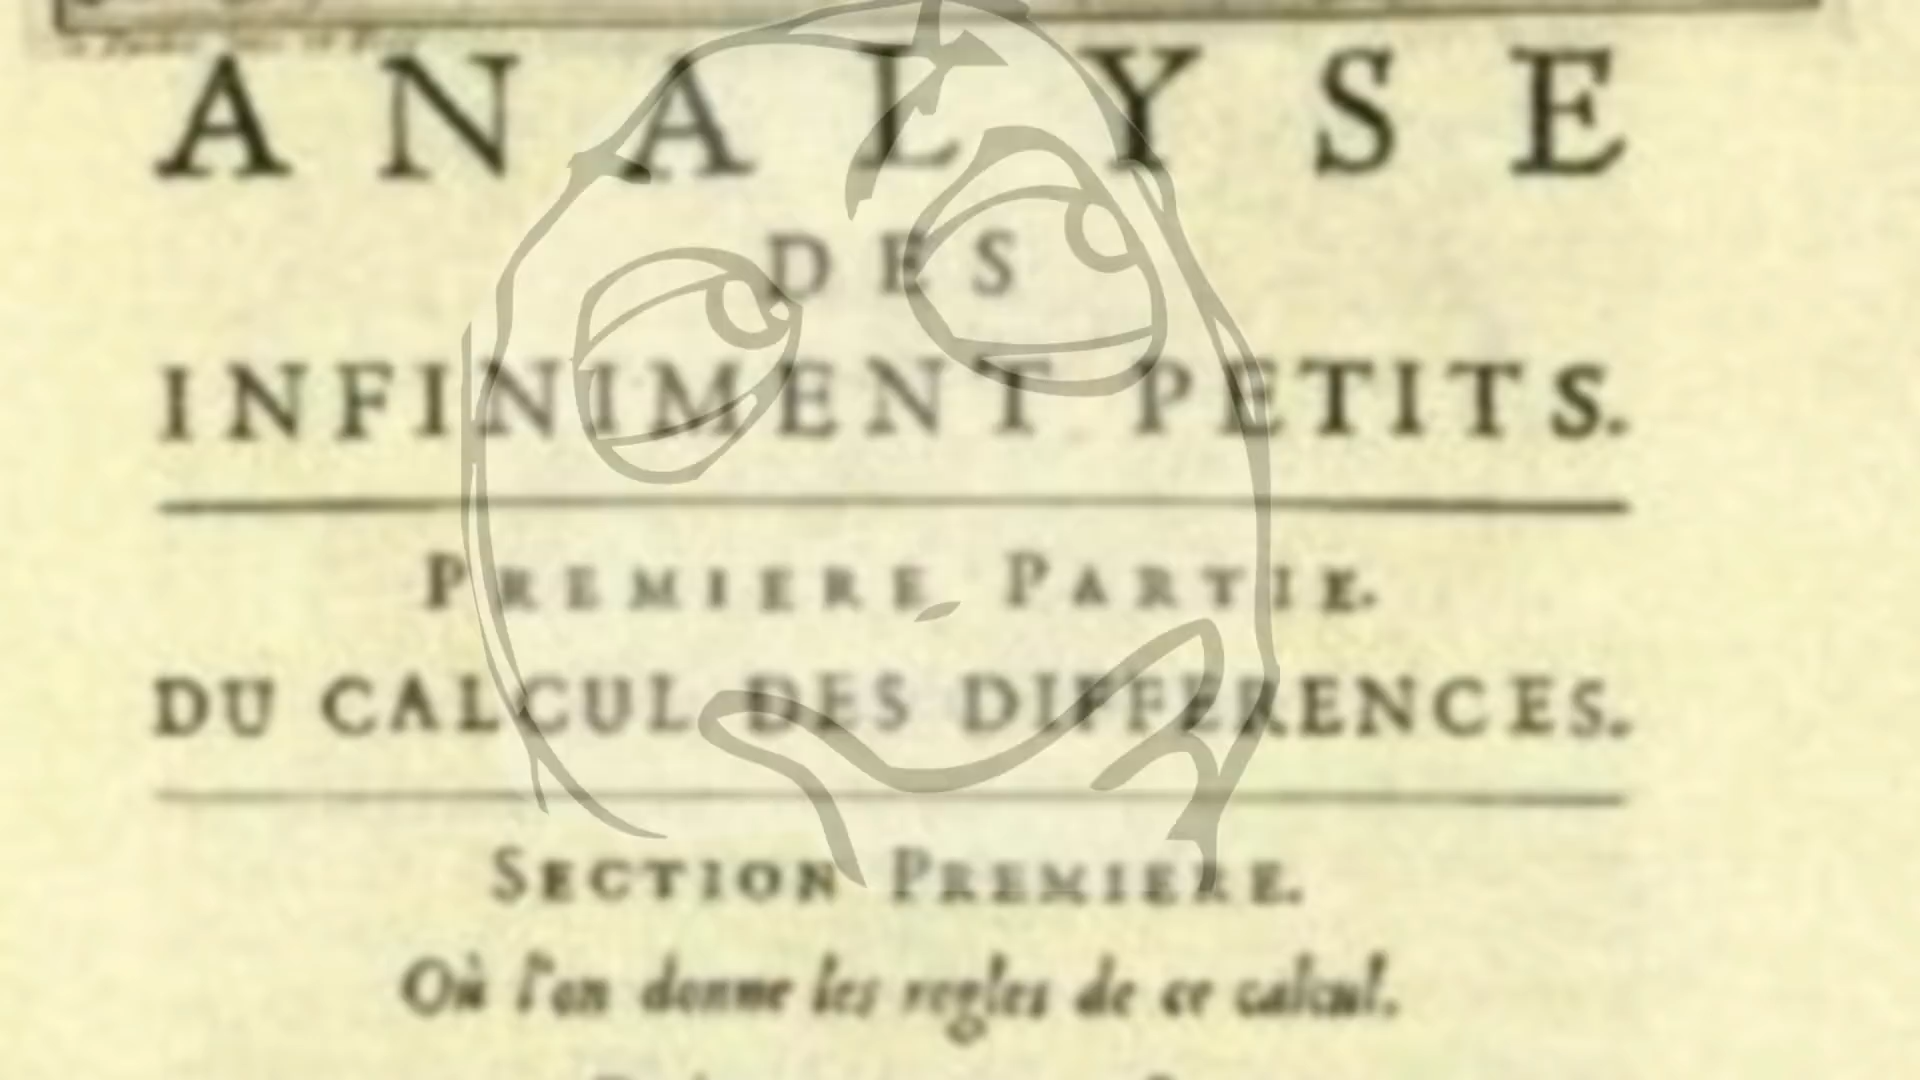 ANALYSE
DES
INFINIMENT PETITS.
PREMIERE PARTIE.
DU CALCUL DES DIFFERENCES.
SECTION PREMIERE.
Où l'on donne les regles de ce calcul.